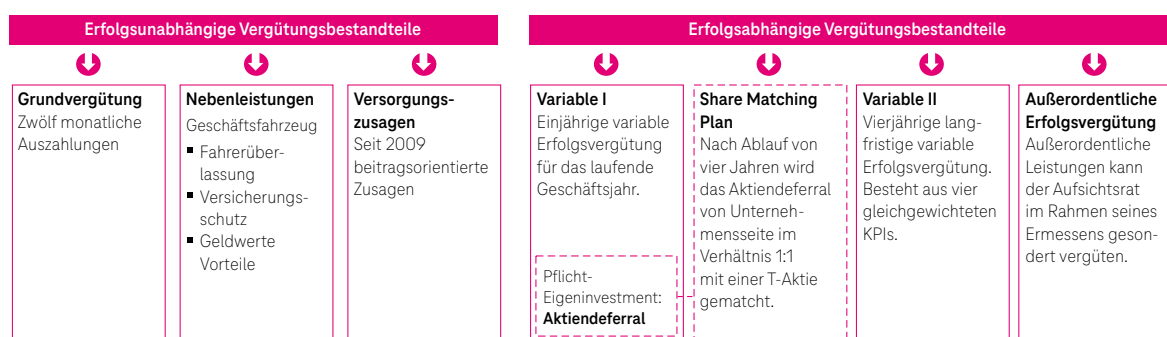 Erfolgsunabhängige Vergütungsbestandteile
Grundvergütung
Zwölf monatliche
Auszahlungen
Nebenleistungen
Geschäftsfahrzeug
▪ Fahrerüber-
lassung
▪ Versicherungs-
schutz
▪ Geldwerte
Vorteile
Versorgungs-
zusagen
Seit 2009
beitragsorientierte
Zusagen
Erfolgsabhängige Vergütungsbestandteile
Variable I
Einjährige variable
Erfolgsvergütung
für das laufende
Geschäftsjahr.
Pflicht-
Eigeninvestment:
Aktiendeferral
Share Matching
Plan
Nach Ablauf von
vier Jahren wird
das Aktiendeferral
von Unterneh-
mensseite im
Verhältnis 1:1
mit einer T-Aktie
gematcht.
Variable II
Vierjährige lang-
fristige variable
Erfolgsvergütung.
Besteht aus vier
gleichgewichteten
KPIs.
Außerordentliche
Erfolgsvergütung
Außerordentliche
Leistungen kann
der Aufsichtsrat
im Rahmen seines
Ermessens geson-
dert vergüten.